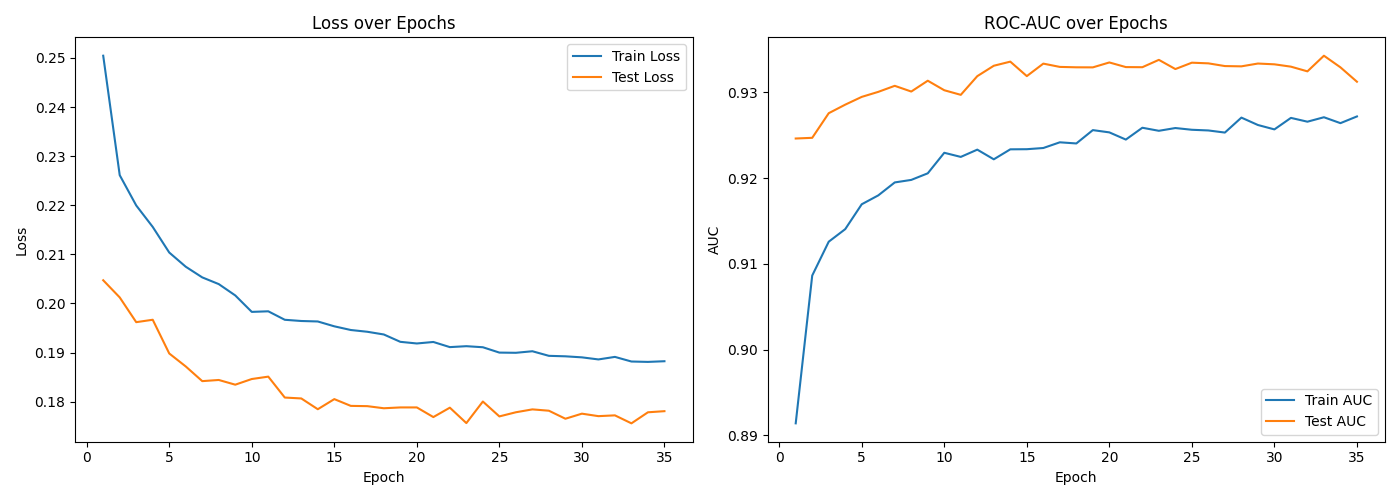 Loss over Epochs
0.25
0.24
0.23
0.22
0.21
0.20
0.19
0.18
Loss
0 5 10 15 20 25 30 35
Epoch
Train Loss
Test Loss
ROC-AUC over Epochs
0.93
0.92
0.91
0.90
0.89
AUC
0 5 10 15 20 25 30 35
Epoch
Train AUC
Test AUC